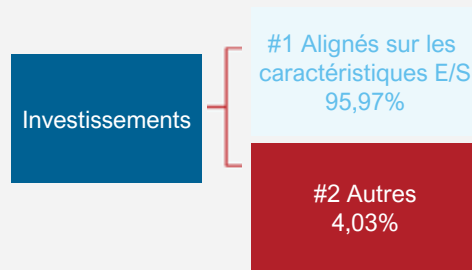 Investissements
#1 Alignés sur les
caractéristiques E/S
95,97%
#2 Autres
4,03%